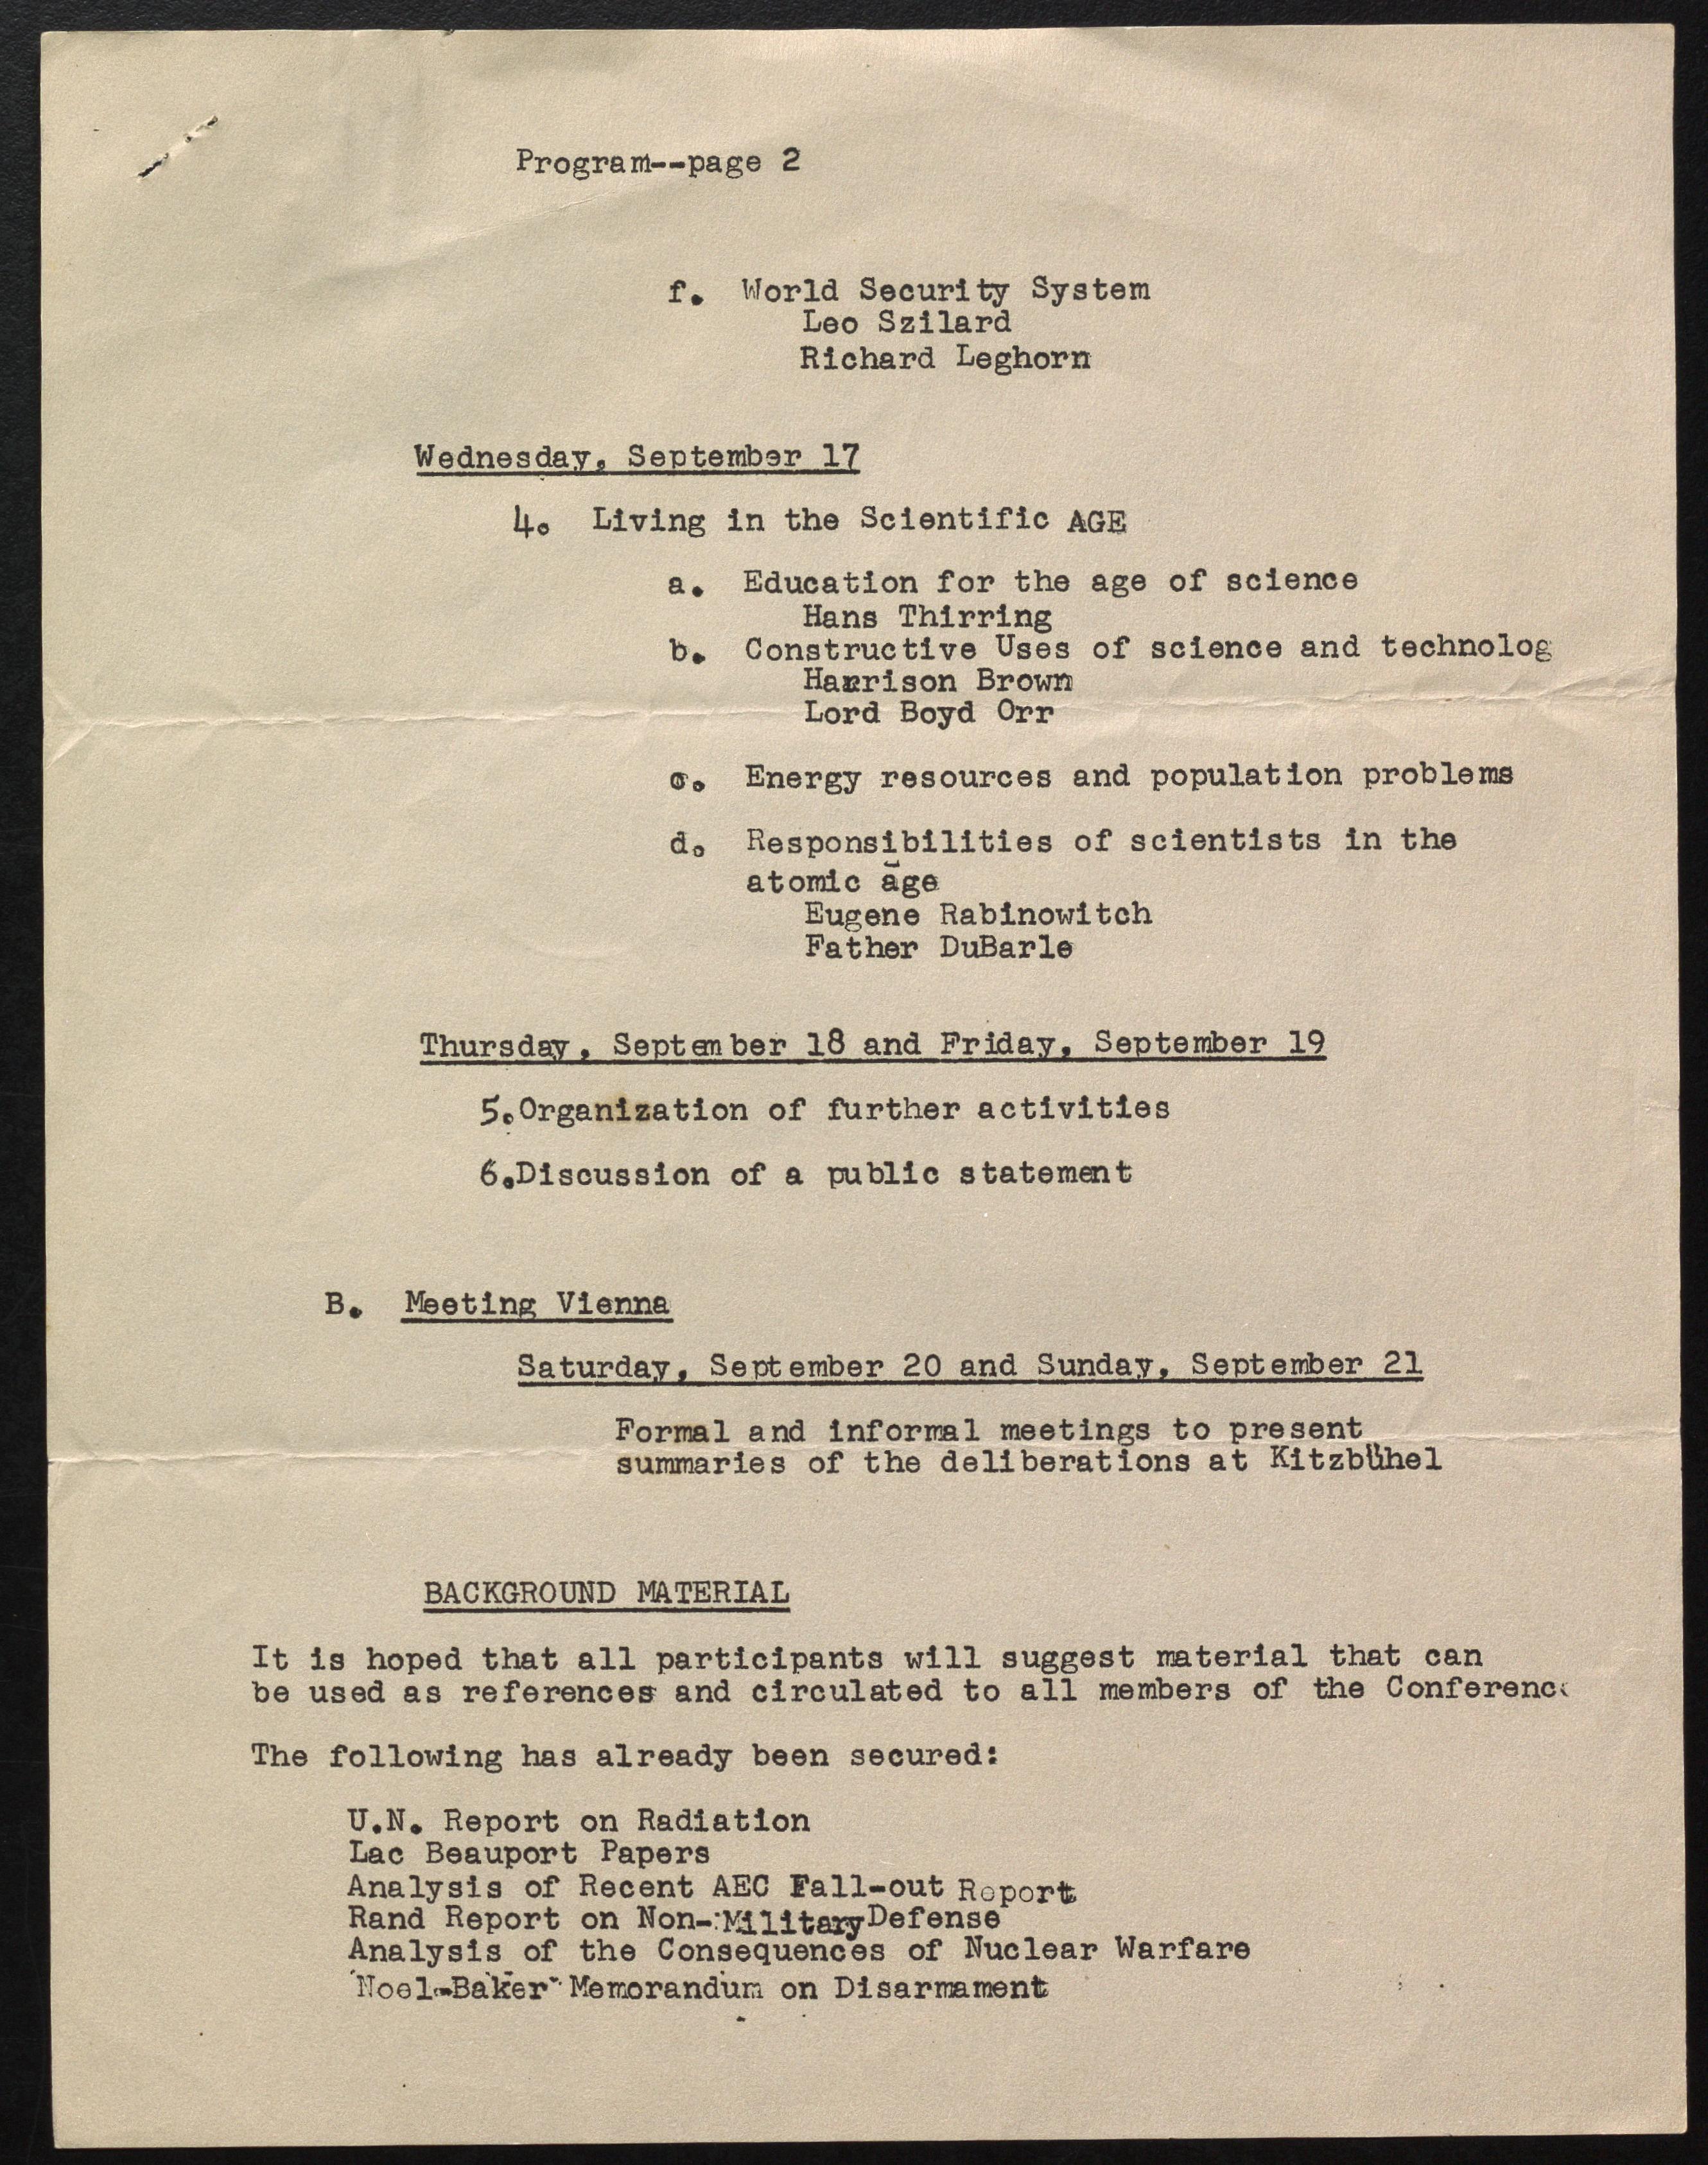 Program--page 2
f. World Security System
Leo Szilard
Richard Leghorn
Wednesday, September 17
4. Living in the Scientific AGE
a. Education for the age of science
Hans Thirring
b. Constructive Uses of science and technolog
Harrison Brown
Lord Boyd Orr
c. Energy resources and population problems
d. Responsibilities of scientists in the
atomic age
Eugene Rabinowitch
Father DuBarle
Thursday, September 18 and Friday, September 19
5.Organization of further activities
6.Discussion of a public statement
B. Meeting Vienna
Saturday, September 20 and Sunday, September 21
Formal and informal meetings to present
summaries of the deliberations at Kitzbühel
BACKGROUND MATERIAL
It is hoped that all participants will suggest material that can
be used as references and circulated to all members of the Conferenc
The following has already been secured:
U.N. Report on Radiation
Lac Beauport Papers
Analysis of Recent AEC Fall-out Report
Rand Report on Non-Military Defense
Analysis of the Consequences of Nuclear Warfare
Noel-Baker Memorandum on Disarmament